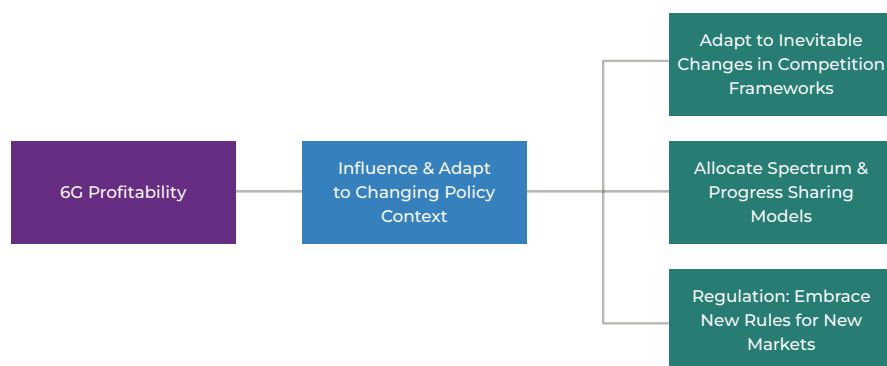 6G Profitability
Influence & Adapt
to Changing Policy
Context
Adapt to Inevitable
Changes in Competition
Frameworks
Allocate Spectrum &
Progress Sharing
Models
Regulation: Embrace
New Rules for New
Markets